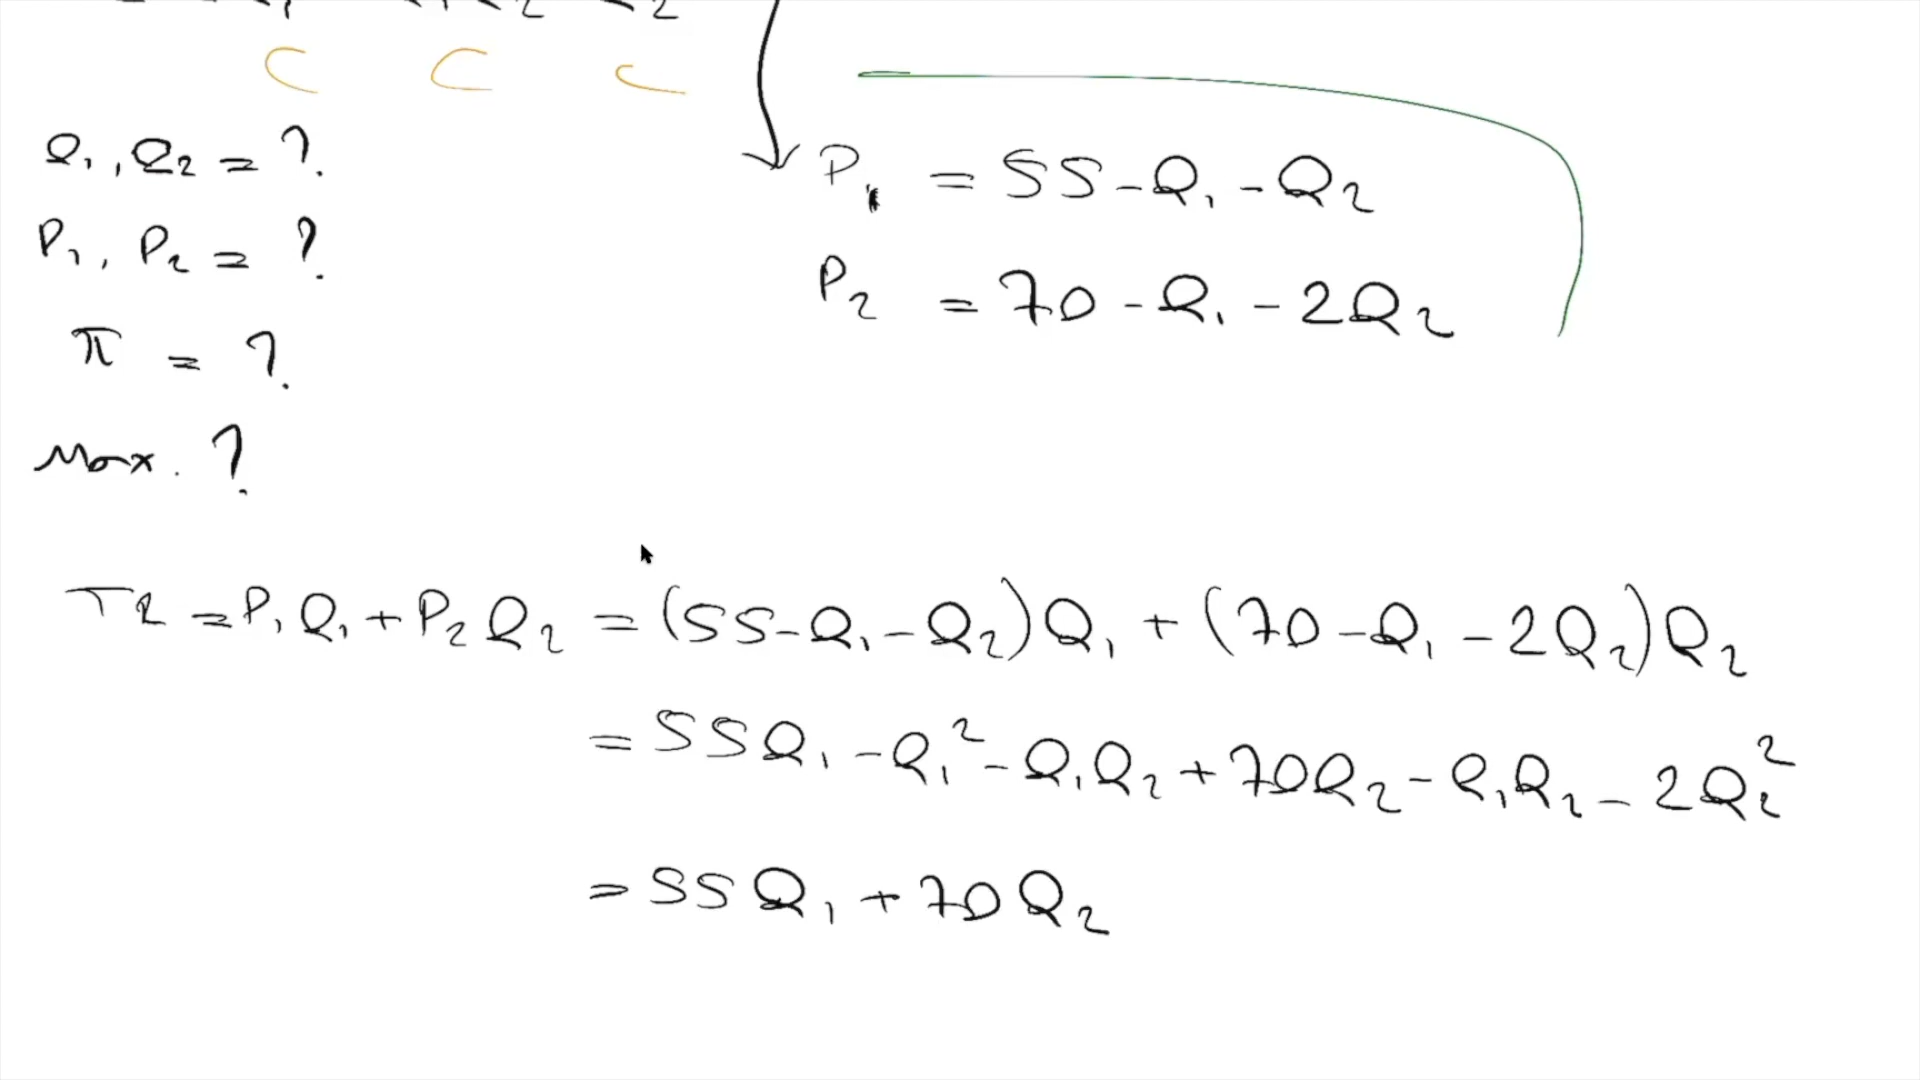 C C C
Q₁, Q₂ = ?
P₁, P₂ = ?
π = ?
Max. ?
P₁ = 55 - Q₁ - Q₂
P₂ = 70 - Q₁ - 2Q₂
TR = P₁Q₁ + P₂Q₂ = (55 - Q₁ - Q₂)Q₁ + (70 - Q₁ - 2Q₂)Q₂
= 55Q₁ - Q₁² - Q₁Q₂ + 70Q₂ - Q₁Q₂ - 2Q₂²
= 55Q₁ + 70Q₂